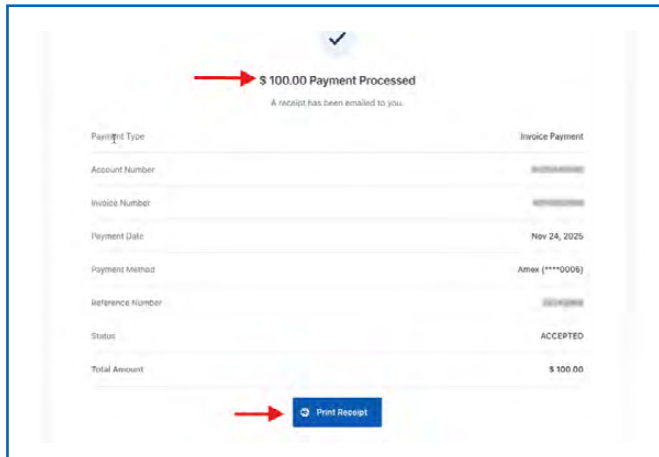 $ 100.00 Payment Processed
A receipt has been emailed to you.
Payment Type Invoice Payment
Account Number
Invoice Number
Payment Date Nov 24, 2025
Payment Method Amex (****0006)
Reference Number
Status ACCEPTED
Total Amount $ 100.00
Print Receipt